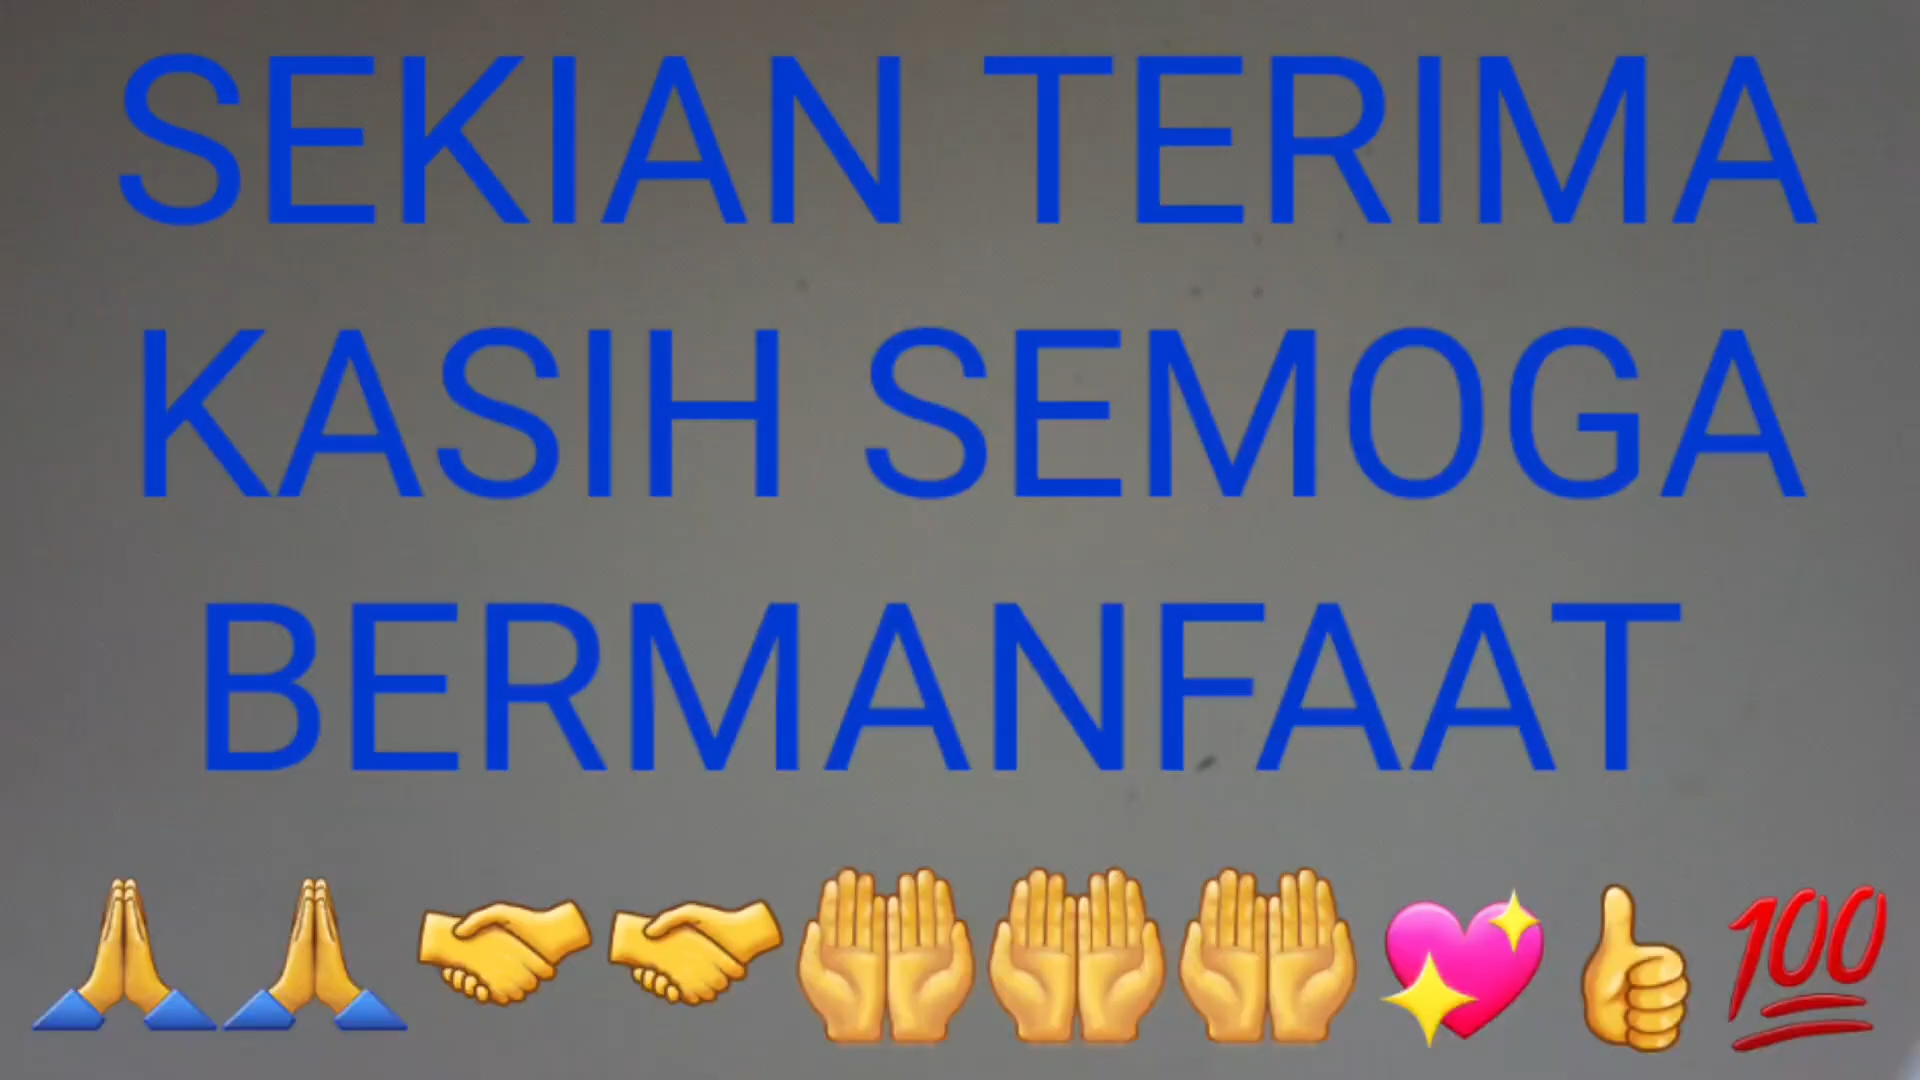 SEKIAN TERIMA
KASIH SEMOGA
BERMANFAAT
🙏🙏🤝🤝🤲🤲🤲💖👍💯